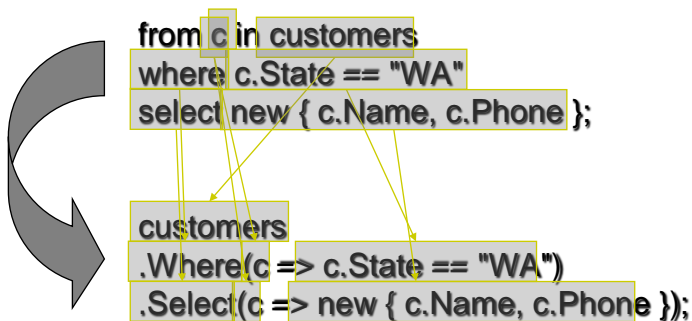 from c in customers
where c.State == "WA"
select new { c.Name, c.Phone };
customers
.Where(c => c.State == "WA")
.Select(c => new { c.Name, c.Phone });